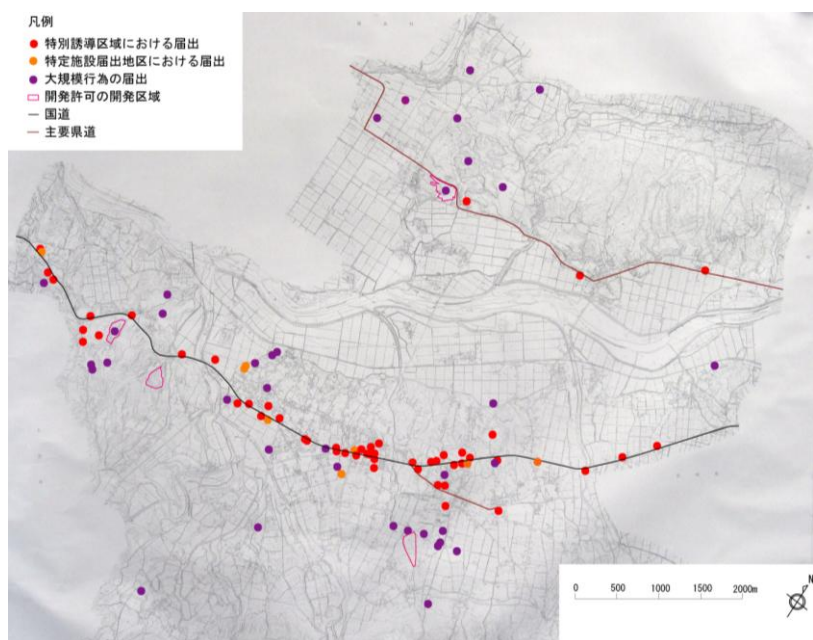 凡例
特別誘導区域における届出
特定施設届出地区における届出
大規模行為の届出
開発許可の開発区域
国道
主要県道
0 500 1000 1500 2000m
N